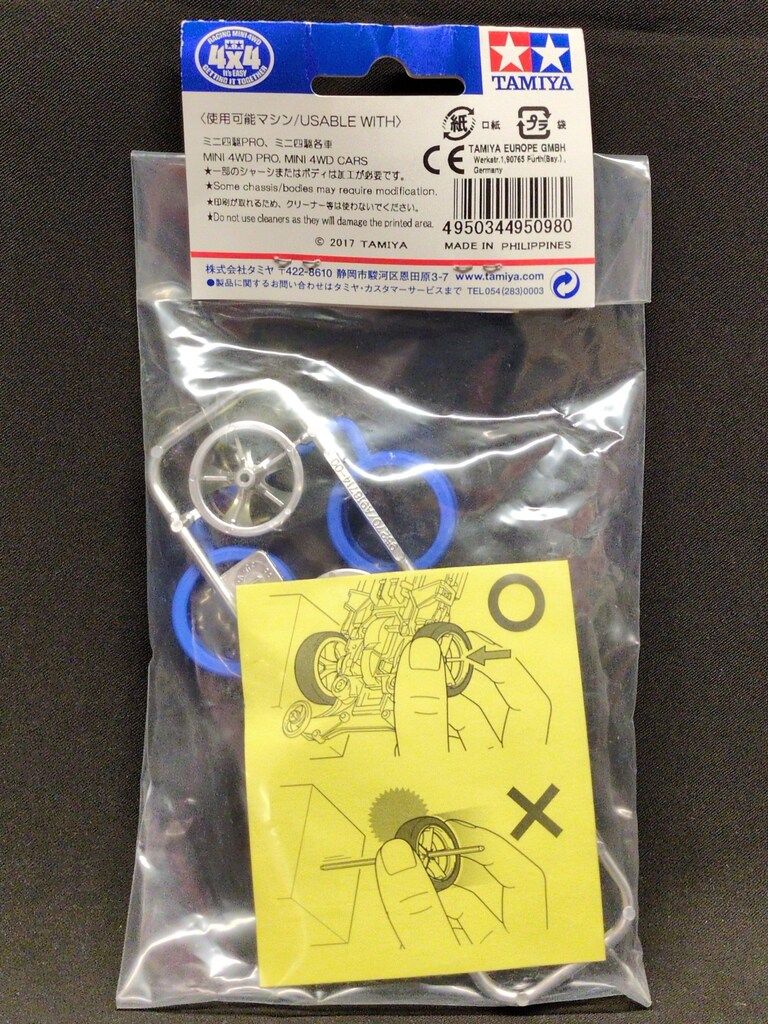 RACING MINI 4WD
4x4
It's EASY
GETTING IT TOGETHER
TAMIYA
〈使用可能マシン/USABLE WITH〉
紙 口紙 プラ 袋
ミニ四駆PRO、ミニ四駆各車
MINI 4WD PRO, MINI 4WD CARS
★一部のシャーシまたはボディは加工が必要です。
★Some chassis/bodies may require modification.
★印刷が取れるため、クリーナー等は使わないでください。
★Do not use cleaners as they will damage the printed area.
CE TAMIYA EUROPE GMBH
Werkstr.1,90765 Fürth(Bay.),
Germany
4950344950980
© 2017 TAMIYA
MADE IN PHILIPPINES
株式会社タミヤ 〒422-8610 静岡市駿河区恩田原3-7 www.tamiya.com
●製品に関するお問い合わせはタミヤ・カスタマーサービスまで TEL054(283)0003